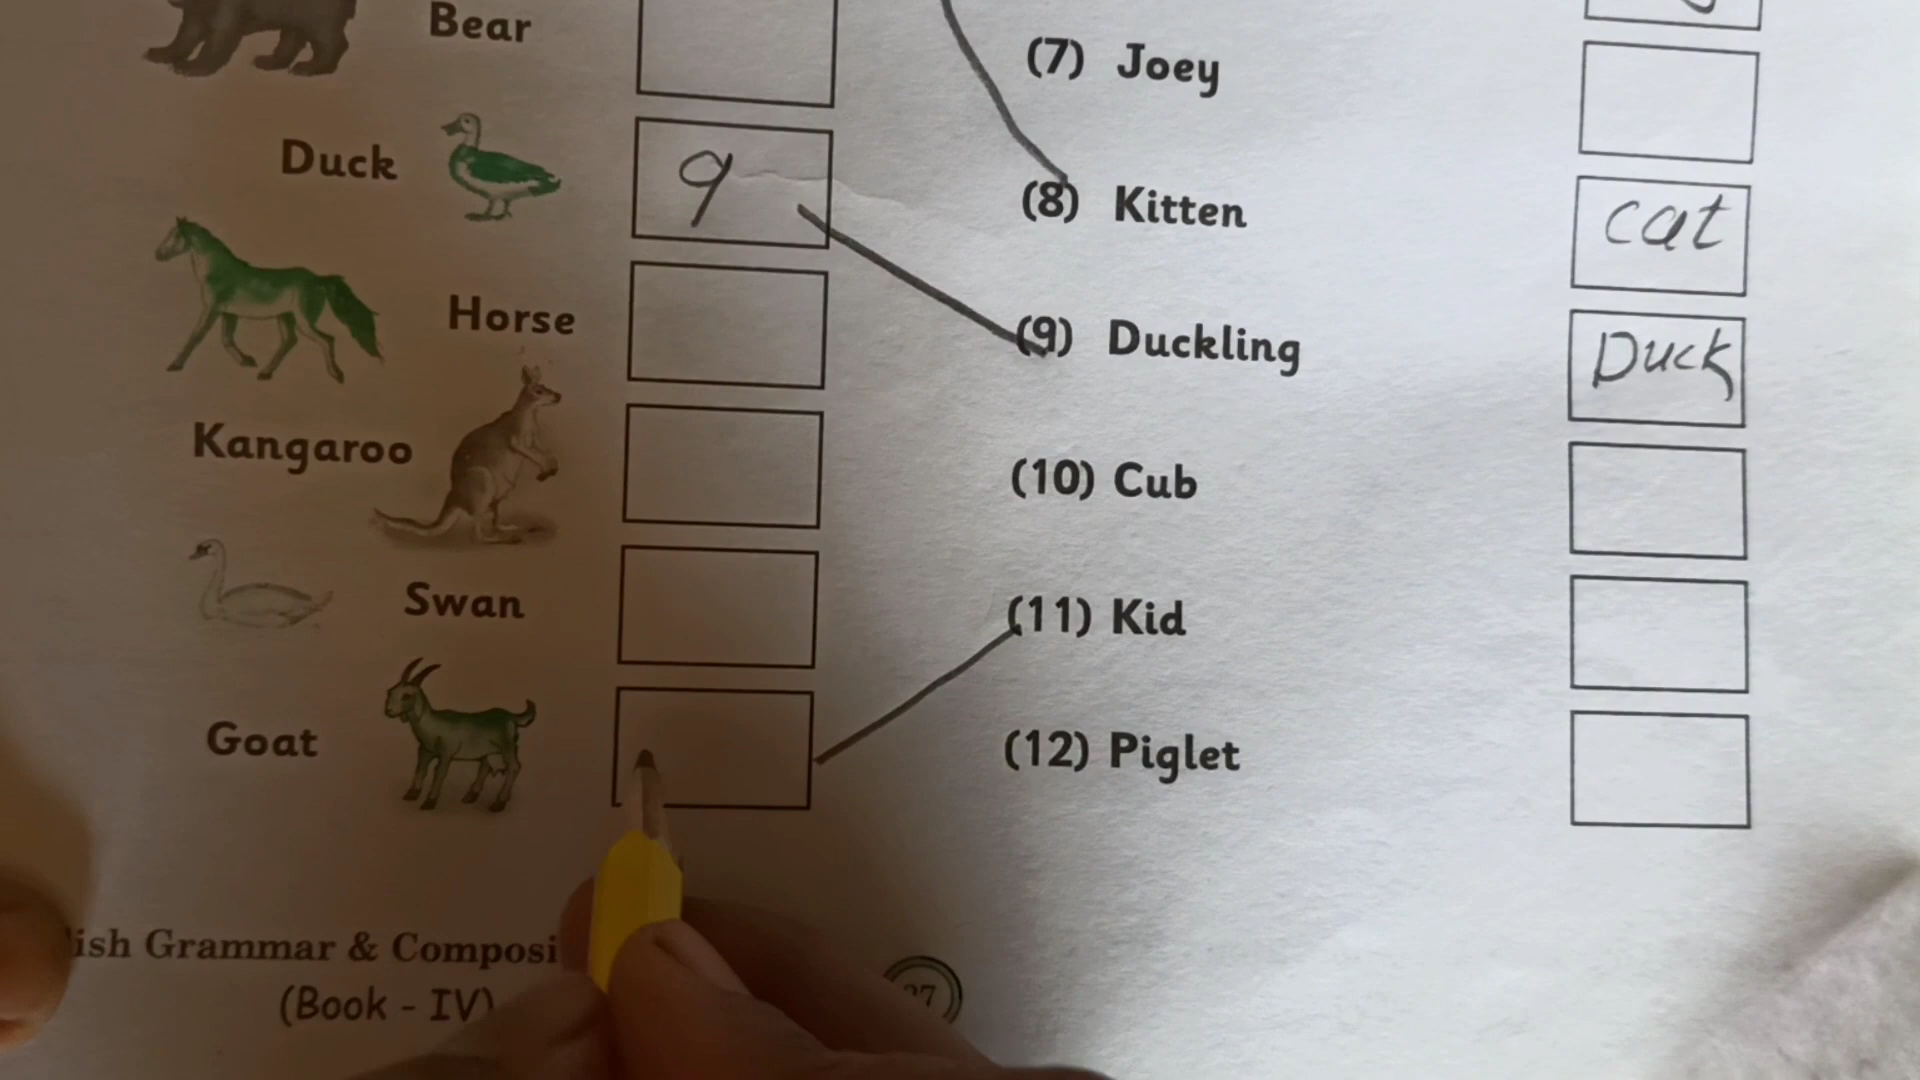 Bear
(7) Joey
Duck 9
(8) Kitten cat
Horse
(9) Duckling Duck
Kangaroo
(10) Cub
Swan
(11) Kid
Goat
(12) Piglet
ish Grammar & Composi
(Book - IV)